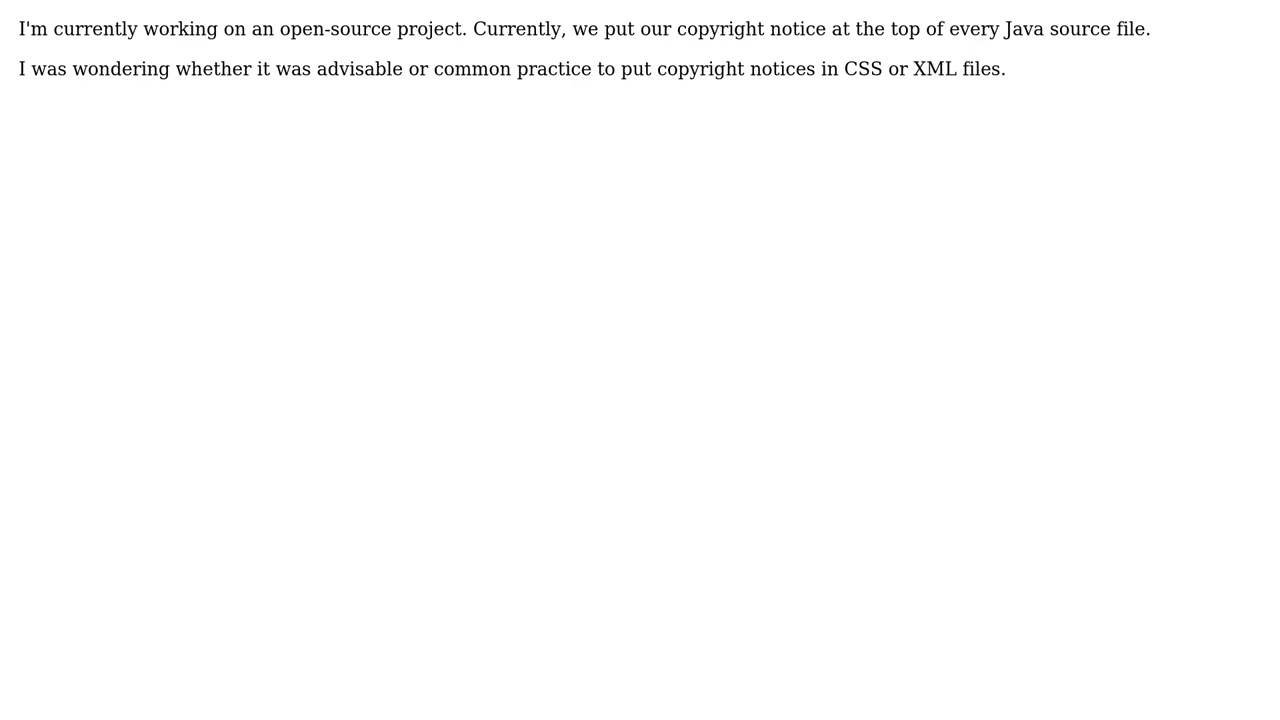 I'm currently working on an open-source project. Currently, we put our copyright notice at the top of every Java source file.
I was wondering whether it was advisable or common practice to put copyright notices in CSS or XML files.